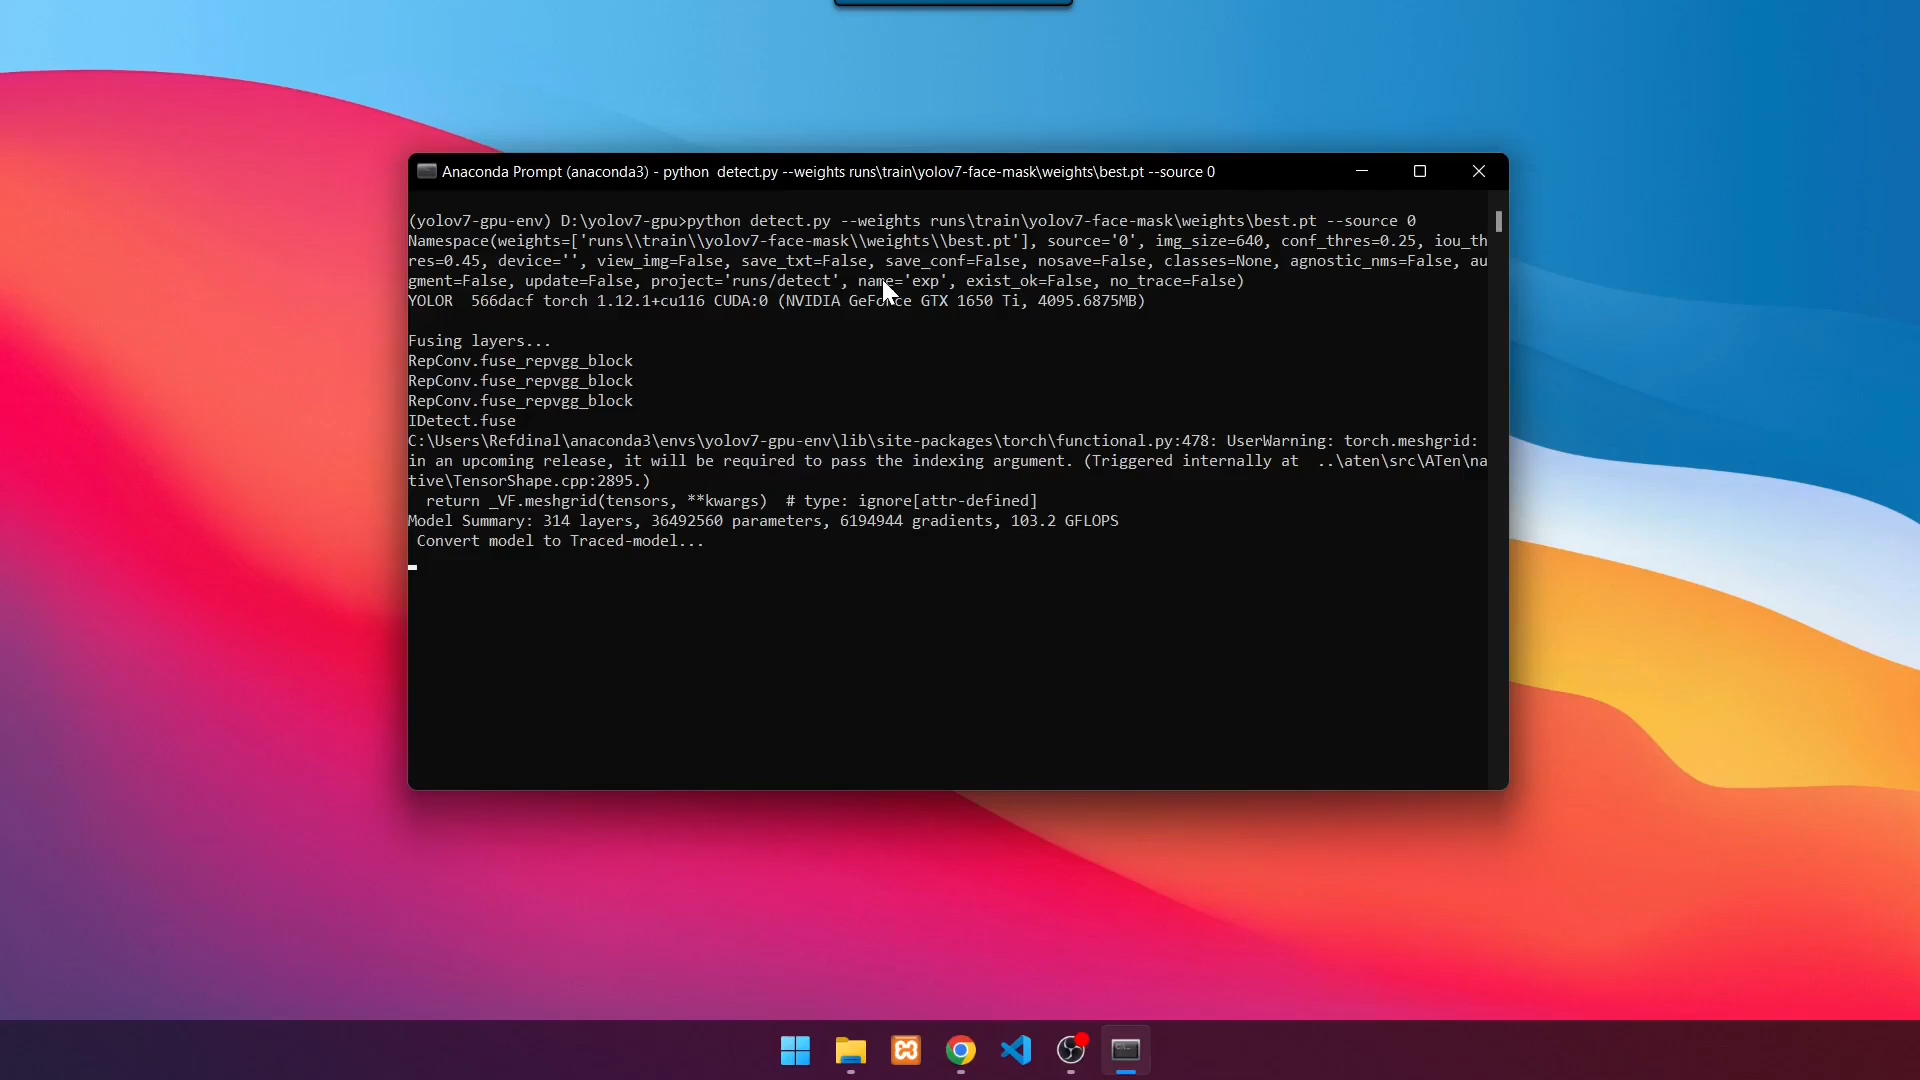 Anaconda Prompt (anaconda3) - python  detect.py --weights runs\train\yolov7-face-mask\weights\best.pt --source 0
(yolov7-gpu-env) D:\yolov7-gpu>python detect.py --weights runs\train\yolov7-face-mask\weights\best.pt --source 0
Namespace(weights=['runs\\train\\yolov7-face-mask\\weights\\best.pt'], source='0', img_size=640, conf_thres=0.25, iou_th
res=0.45, device='', view_img=False, save_txt=False, save_conf=False, nosave=False, classes=None, agnostic_nms=False, au
gment=False, update=False, project='runs/detect', name='exp', exist_ok=False, no_trace=False)
YOLOR  566dacf torch 1.12.1+cu116 CUDA:0 (NVIDIA GeForce GTX 1650 Ti, 4095.6875MB)
Fusing layers...
RepConv.fuse_repvgg_block
RepConv.fuse_repvgg_block
RepConv.fuse_repvgg_block
IDetect.fuse
C:\Users\Refdinal\anaconda3\envs\yolov7-gpu-env\lib\site-packages\torch\functional.py:478: UserWarning: torch.meshgrid:
in an upcoming release, it will be required to pass the indexing argument. (Triggered internally at  ..\aten\src\ATen\na
tive\TensorShape.cpp:2895.)
  return _VF.meshgrid(tensors, **kwargs)  # type: ignore[attr-defined]
Model Summary: 314 layers, 36492560 parameters, 6194944 gradients, 103.2 GFLOPS
 Convert model to Traced-model...